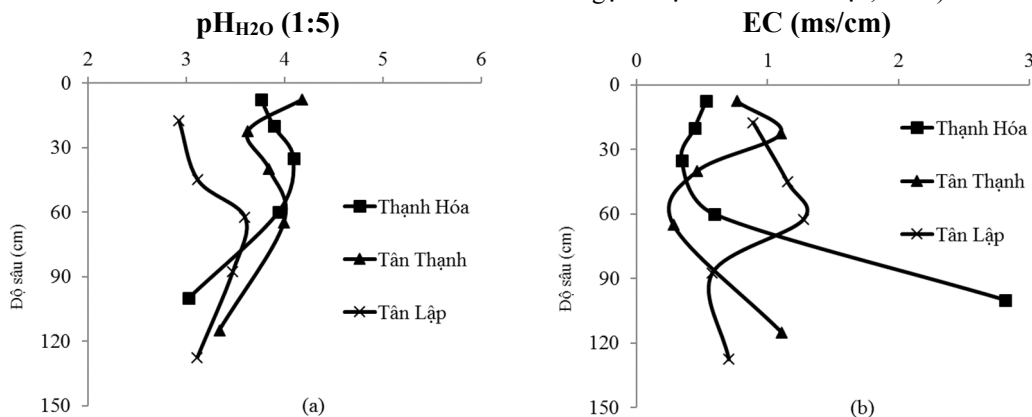 pH_H2O (1:5)
2 3 4 5 6
0
30
60
90
120
150
Độ sâu (cm)
Thạnh Hóa
Tân Thạnh
Tân Lập
(a)
EC (ms/cm)
0 1 2 3
0
30
60
90
120
150
Độ sâu (cm)
Thạnh Hóa
Tân Thạnh
Tân Lập
(b)